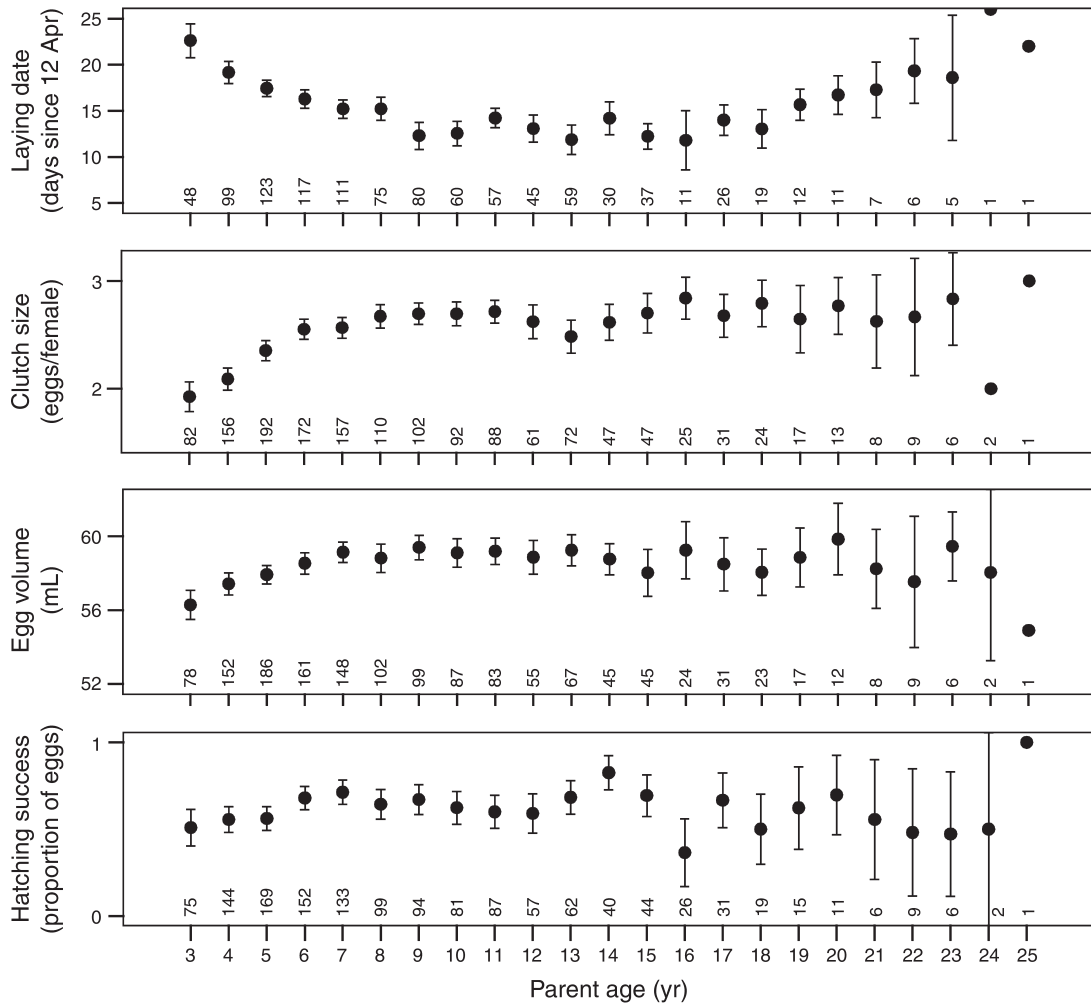 Laying date
(days since 12 Apr)
25
20
15
10
5
48 99 123 117 111 75 80 60 57 45 59 30 37 11 26 19 12 11 7 6 5 1 1
Clutch size
(eggs/female)
3
2
82 156 192 172 157 110 102 92 88 61 72 47 47 25 31 24 17 13 8 9 6 2 1
Egg volume
(mL)
60
56
52
78 152 186 161 148 102 99 87 83 55 67 45 45 24 31 23 17 12 8 9 6 2 1
Hatching success
(proportion of eggs)
1
0
75 144 169 152 133 99 94 81 87 57 62 40 44 26 31 19 15 11 6 9 6 2 1
3 4 5 6 7 8 9 10 11 12 13 14 15 16 17 18 19 20 21 22 23 24 25
Parent age (yr)